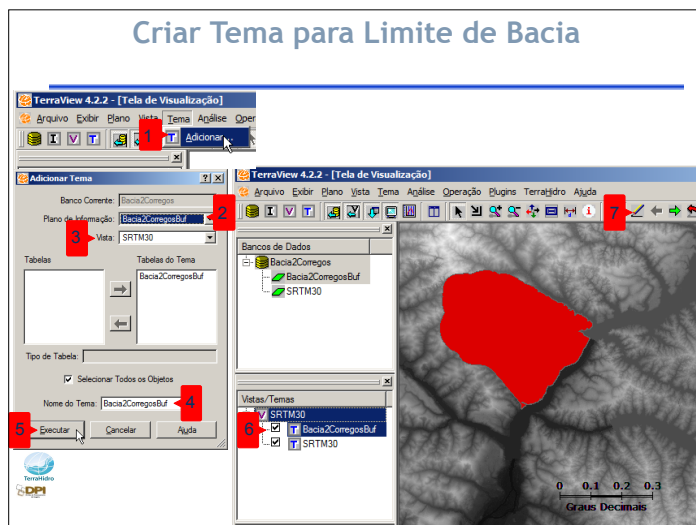 Criar Tema para Limite de Bacia
TerraView 4.2.2 - [Tela de Visualização]
Arquivo Exibir Plano Vista Tema Análise Oper
1
Adicionar...
Adicionar Tema
Banco Corrente: Bacia2Corregos
Plano de Informação: Bacia2CorregosBuf
2
3
Vista: SRTM30
Tabelas
Tabelas do Tema
Bacia2CorregosBuf
Tipo de Tabela:
Selecionar Todos os Objetos
Nome do Tema: Bacia2CorregosBuf
4
5
Executar
Cancelar
Ajuda
TerraHidro
DPI
TerraView 4.2.2 - [Tela de Visualização]
Arquivo Exibir Plano Vista Tema Análise Operação Plugins TerraHidro Ajuda
7
Bancos de Dados
Bacia2Corregos
Bacia2CorregosBuf
SRTM30
Vistas/Temas
SRTM30
6
Bacia2CorregosBuf
SRTM30
0 0.1 0.2 0.3
Graus Decimais